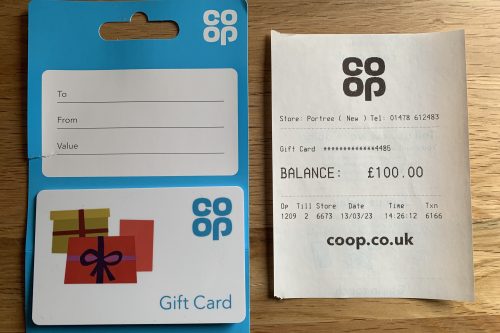 CO
OP
To
From
Value
CO
OP
Gift Card
CO
OP
Store: Portree ( New ) Tel: 01478 612483
Gift Card ************4486
BALANCE: £100.00
Op Till Store Date Time Txn
1209 2 6673 13/03/23 14:26:12 6166
coop.co.uk